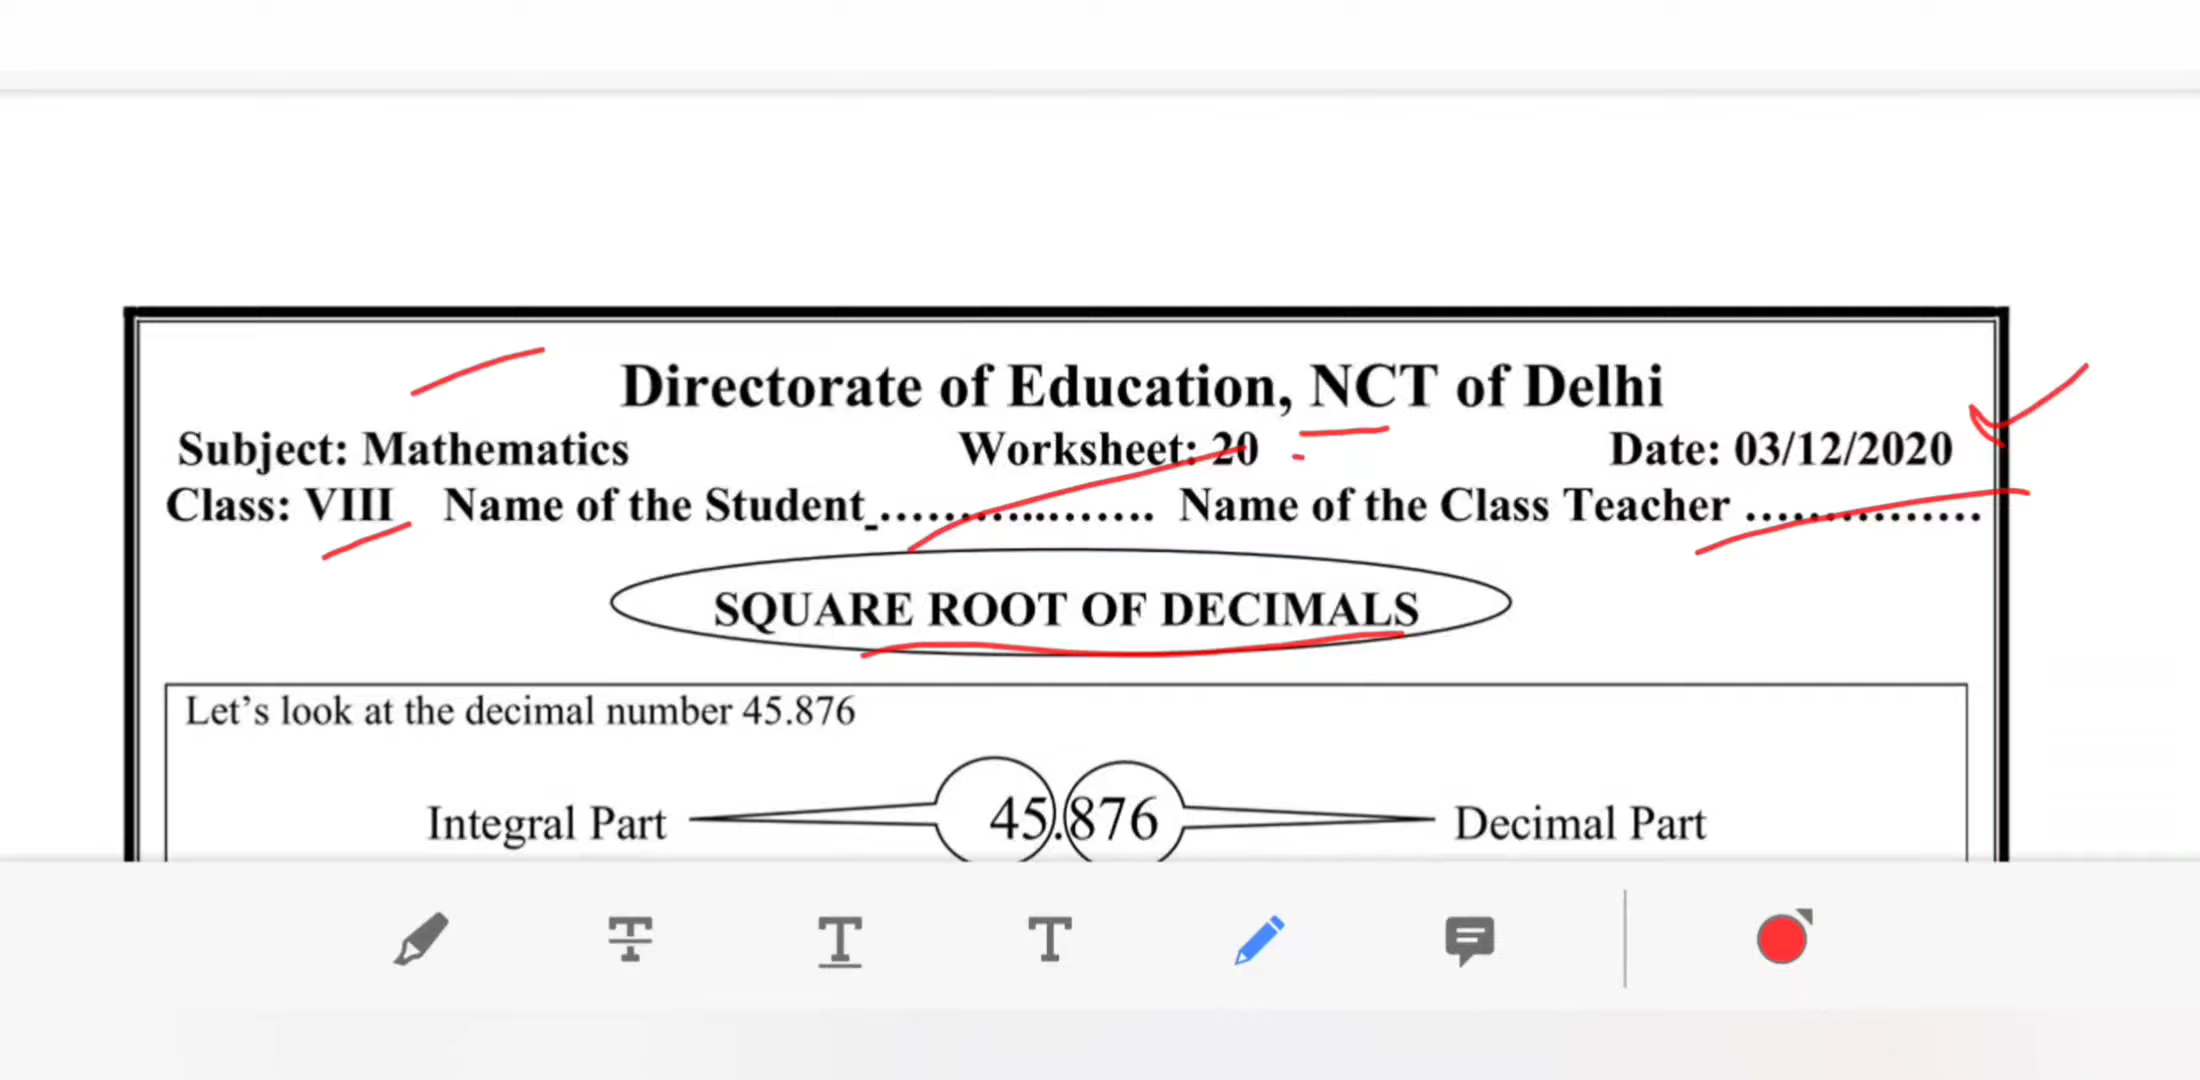 Directorate of Education, NCT of Delhi
Subject: Mathematics Worksheet: 20 Date: 03/12/2020
Class: VIII Name of the Student_..................... Name of the Class Teacher ...............
SQUARE ROOT OF DECIMALS
Let’s look at the decimal number 45.876
Integral Part 45.876 Decimal Part